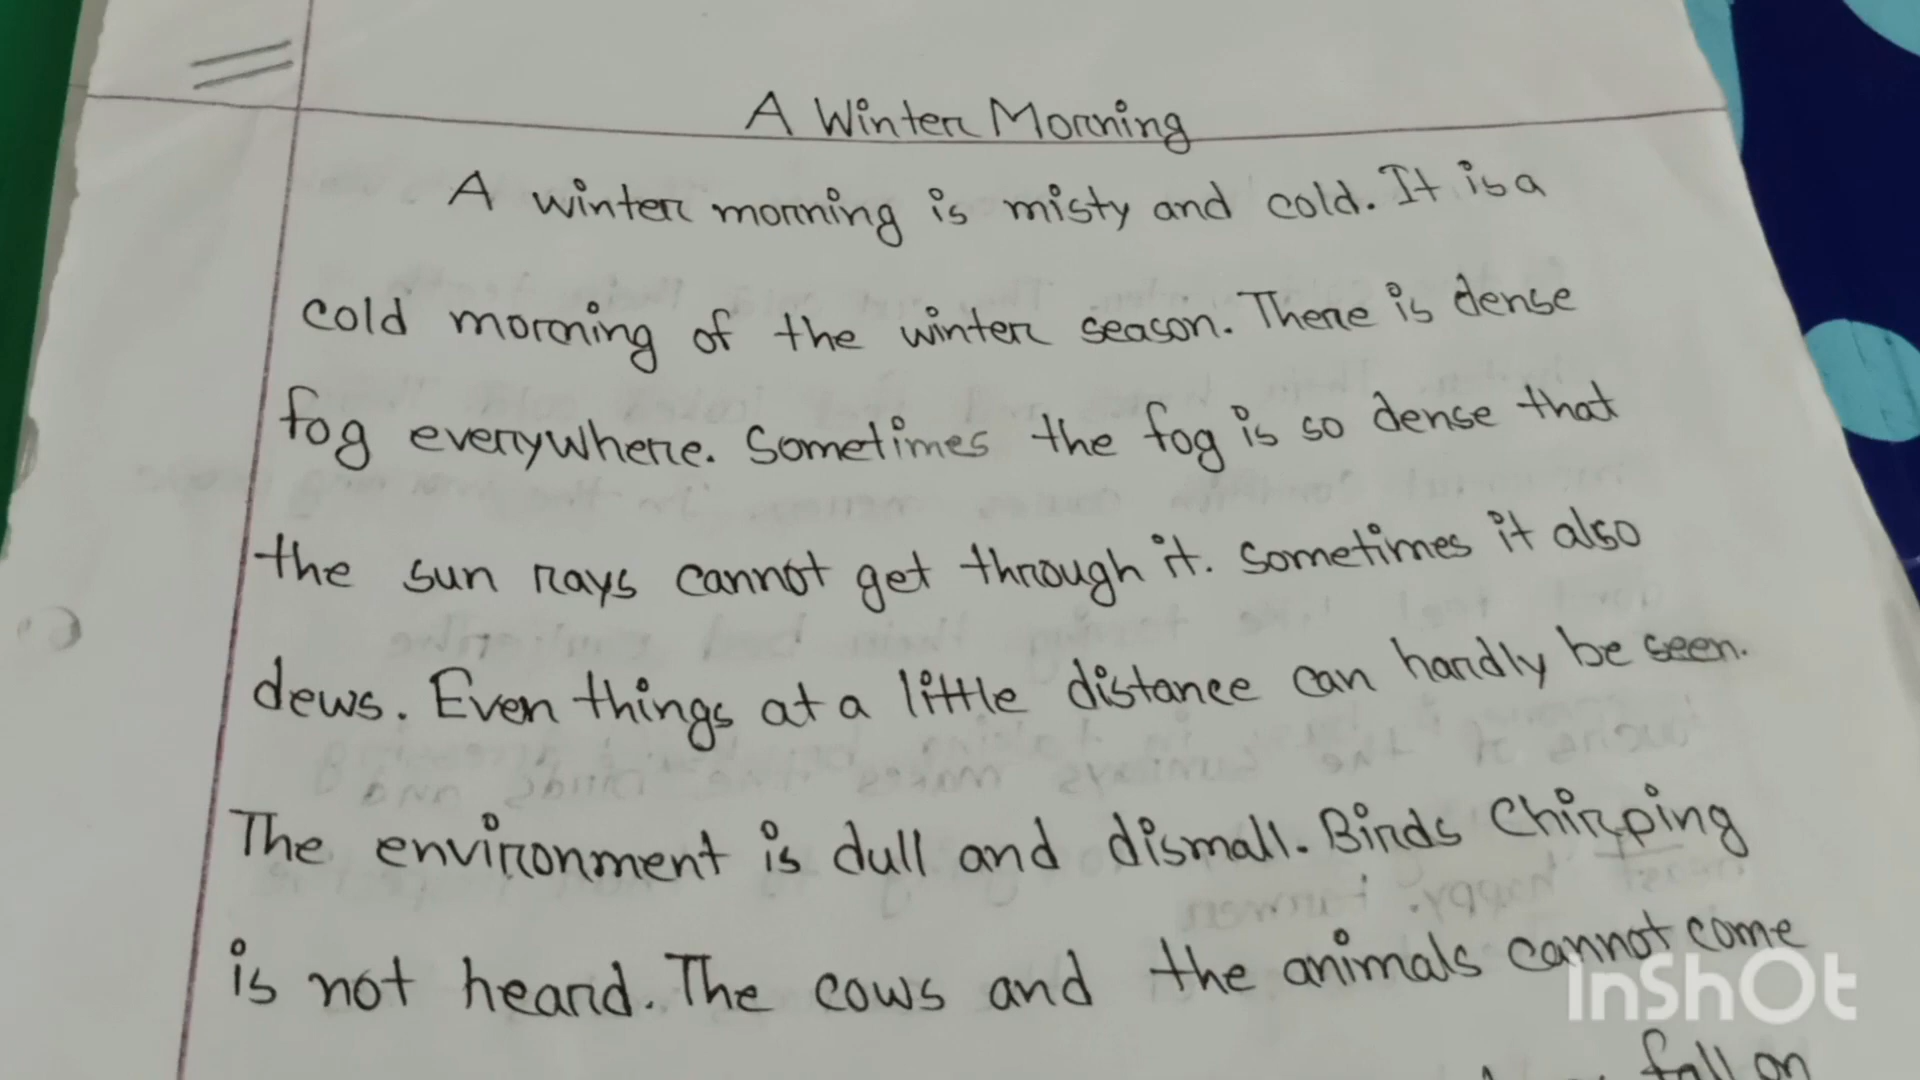 A Winter Morning
A winter morning is misty and cold. It is a
cold morning of the winter season. There is dense
fog everywhere. Sometimes the fog is so dense that
the sun rays cannot get through it. Sometimes it also
dews. Even things at a little distance can hardly be seen.
The environment is dull and dismall. Birds Chirping
is not heard. The cows and the animals cannot come
fall on
InShOt